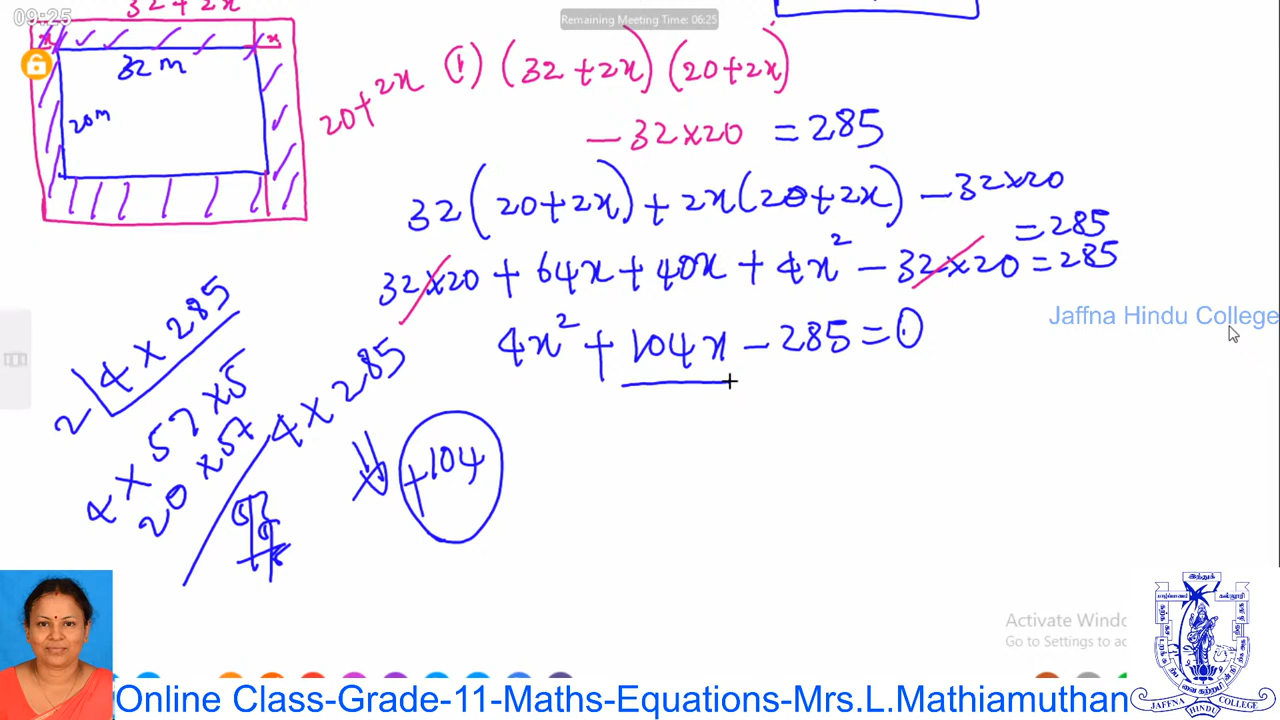 09:25
32+2x
Remaining Meeting Time: 06:25
x x
32 m
20m
20+2x
(1) (32+2x) (20+2x)
-32×20 = 285
32(20+2x)+2x(20+2x) -32×20
=285
32×20 + 64x+40x + 4x² - 32×20 = 285
Jaffna Hindu College
4x² + 104x - 285 = 0
2 4 × 285
× 57 × 5
20 × 57
4 × 285
+104
Activate Windo
Go to Settings to ac
Online Class-Grade-11-Maths-Equations-Mrs.L.Mathiamuthan
JAFFNA HINDU COLLEGE